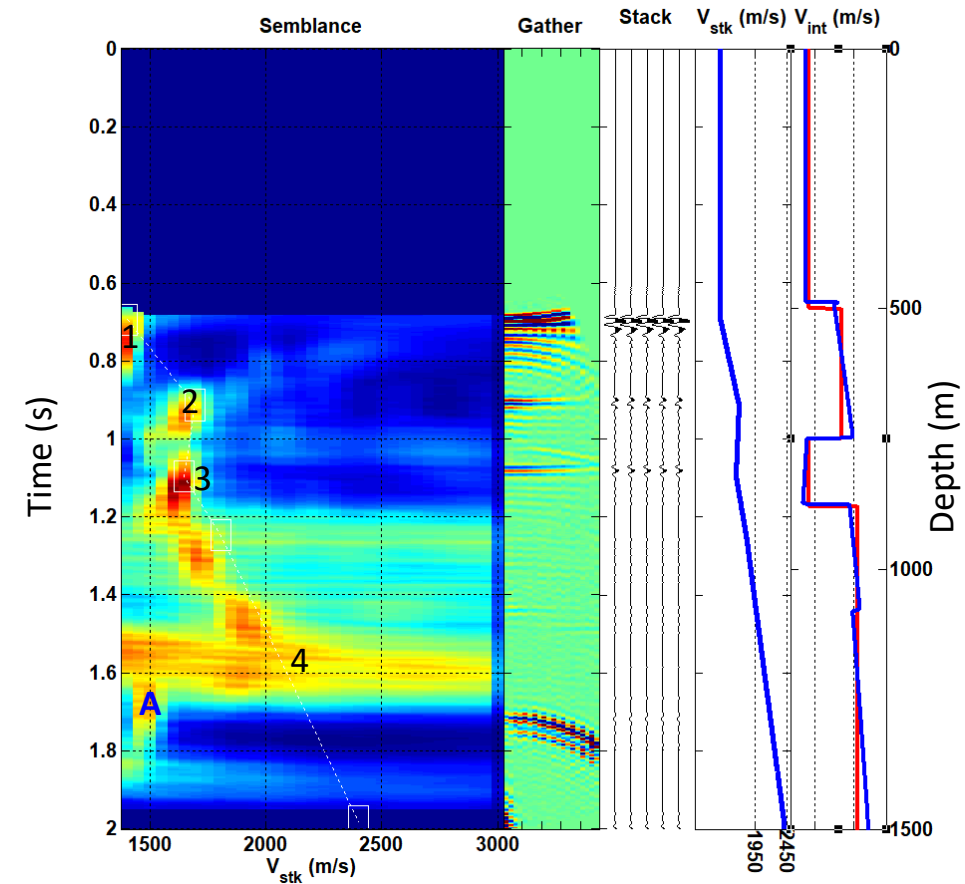 Semblance Gather Stack V_stk (m/s) V_int (m/s)
0 0
0.2
0.4
0.6
500
1
0.8
2
1
3
1.2
1000
1.4
4
1.6
A
1.8
2 1500
1500 2000 2500 3000 1950 2450
V_stk (m/s)
Time (s)
Depth (m)